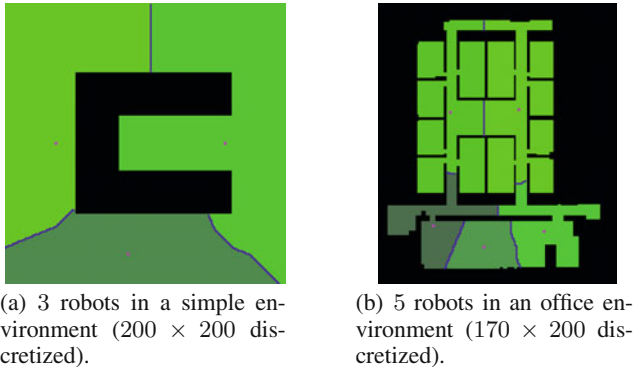 (a) 3 robots in a simple en-
vironment (200 × 200 dis-
cretized).
(b) 5 robots in an office en-
vironment (170 × 200 dis-
cretized).